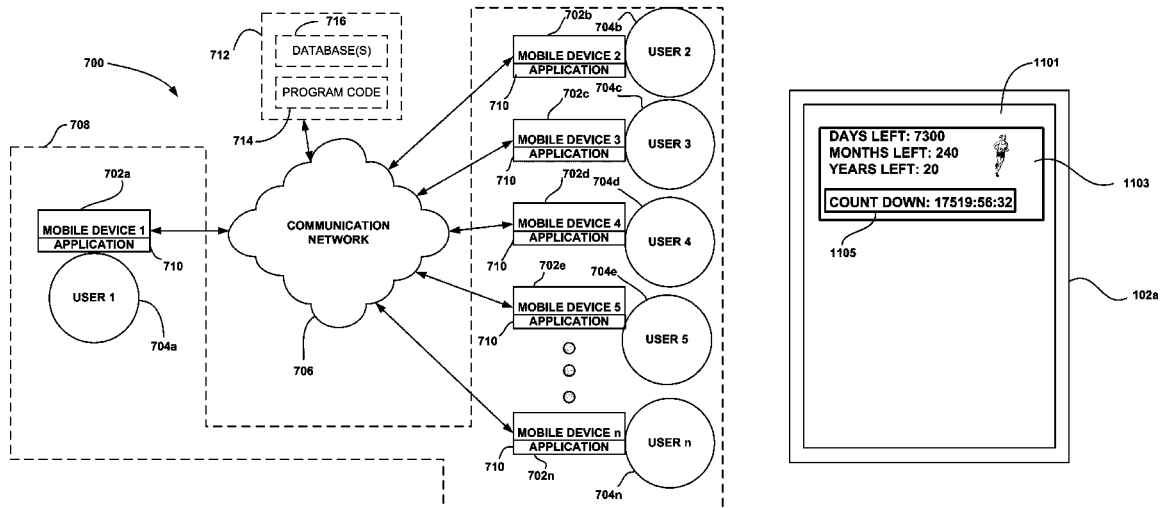 700
708
712
716
DATABASE(S)
PROGRAM CODE
714
702a
MOBILE DEVICE 1
APPLICATION
710
USER 1
704a
COMMUNICATION
NETWORK
706
702b
704b
MOBILE DEVICE 2
APPLICATION
710
USER 2
702c
704c
MOBILE DEVICE 3
APPLICATION
710
USER 3
702d
704d
MOBILE DEVICE 4
APPLICATION
710
USER 4
702e
704e
MOBILE DEVICE 5
APPLICATION
710
USER 5
MOBILE DEVICE n
APPLICATION
710
702n
USER n
704n
1101
DAYS LEFT: 7300
MONTHS LEFT: 240
YEARS LEFT: 20
1103
COUNT DOWN: 17519:56:32
1105
102a